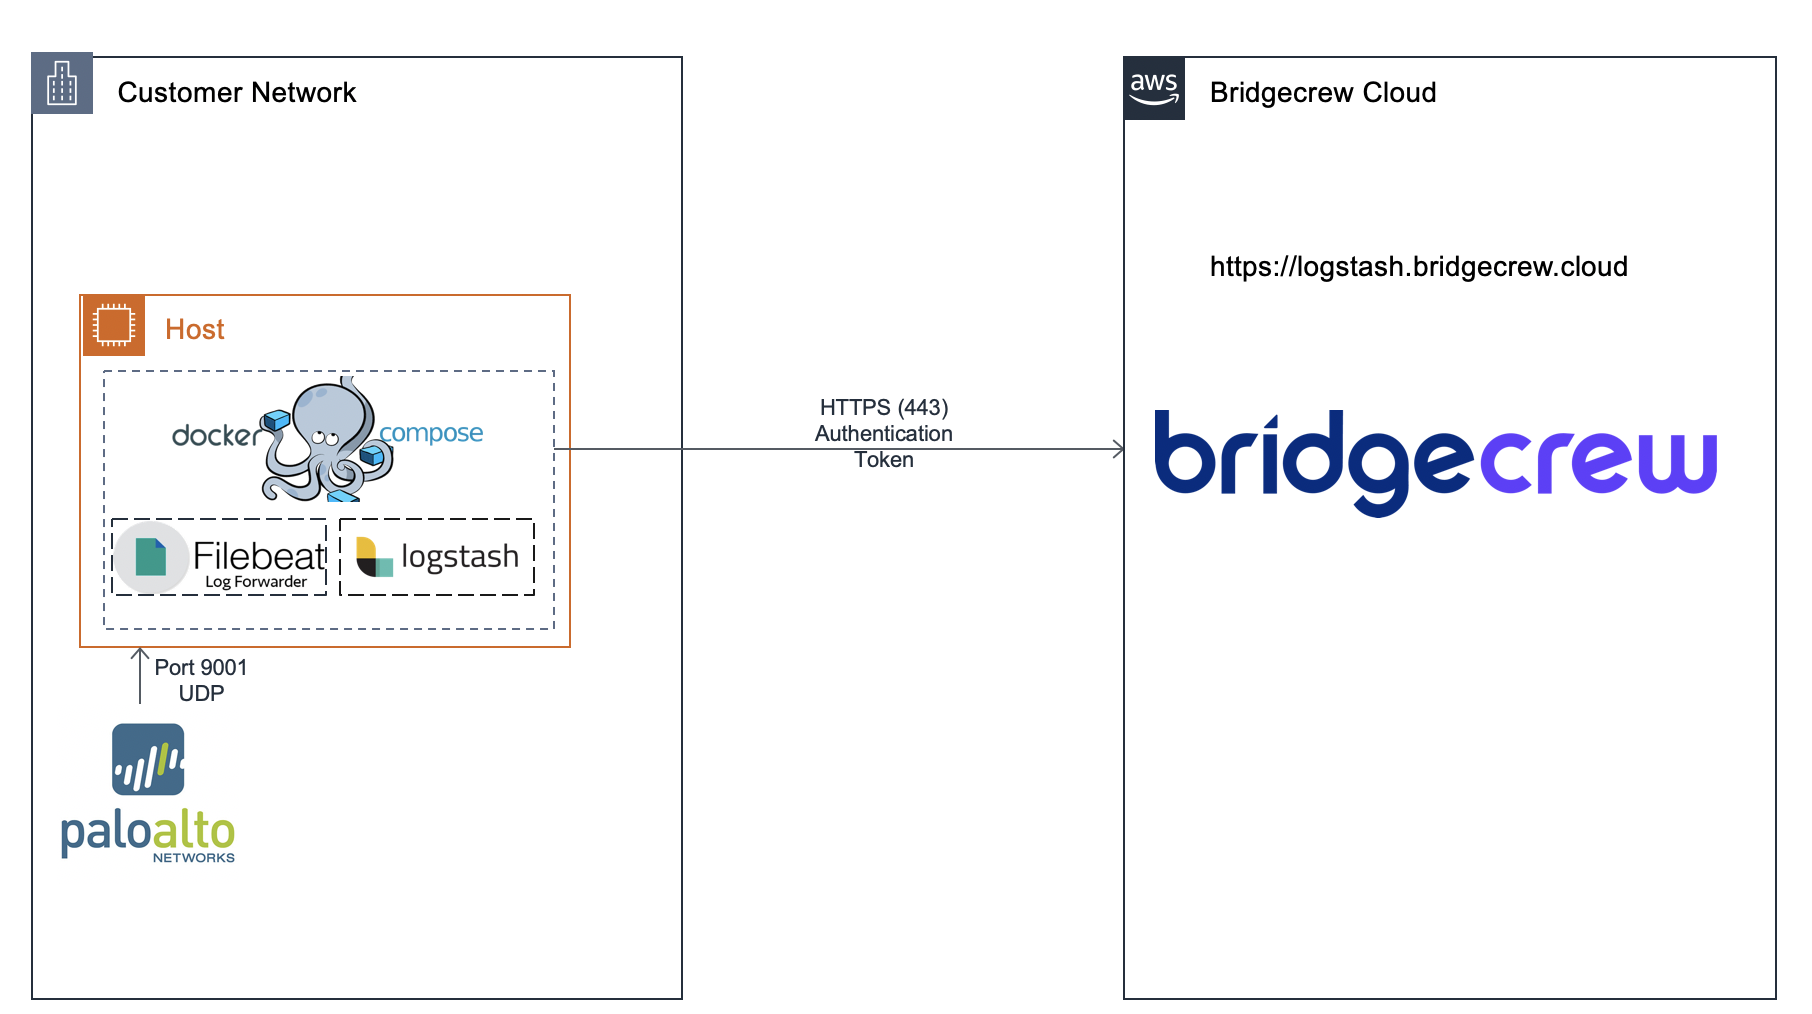 Customer Network
aws
Bridgecrew Cloud
https://logstash.bridgecrew.cloud
Host
docker compose
HTTPS (443)
Authentication
Token
bridgecrew
Filebeat
Log Forwarder
logstash
Port 9001
UDP
paloalto
NETWORKS